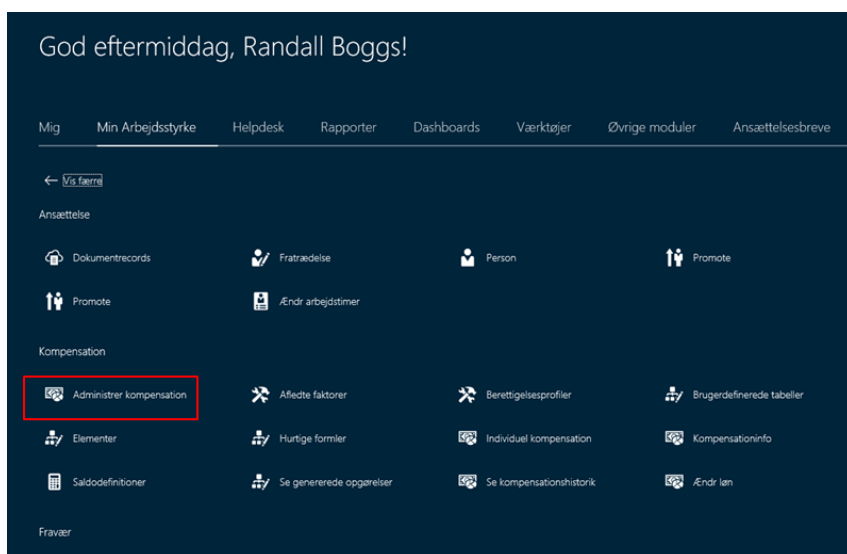 God eftermiddag, Randall Boggs!
Mig Min Arbejdsstyrke Helpdesk Rapporter Dashboards Værktøjer Øvrige moduler Ansættelsesbreve
Vis færre
Ansættelse
Dokumentrecords Fratrædelse Person Promote
Promote Ændr arbejdstimer
Kompensation
Administrer kompensation Afledte faktorer Berettigelsesprofiler Brugerdefinerede tabeller
Elementer Hurtige formler Individuel kompensation Kompensationinfo
Saldodefinitioner Se genererede opgørelser Se kompensationshistorik Ændr løn
Fravær